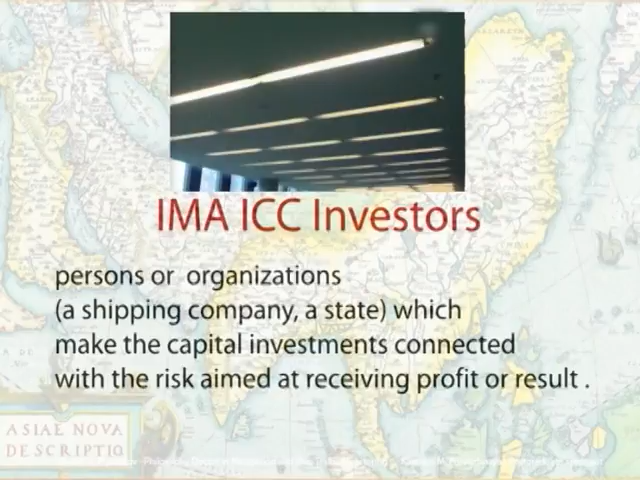 IMA ICC Investors
persons or organizations
(a shipping company, a state) which
make the capital investments connected
with the risk aimed at receiving profit or result .
ASIAE NOVA
DESCRIPTIO